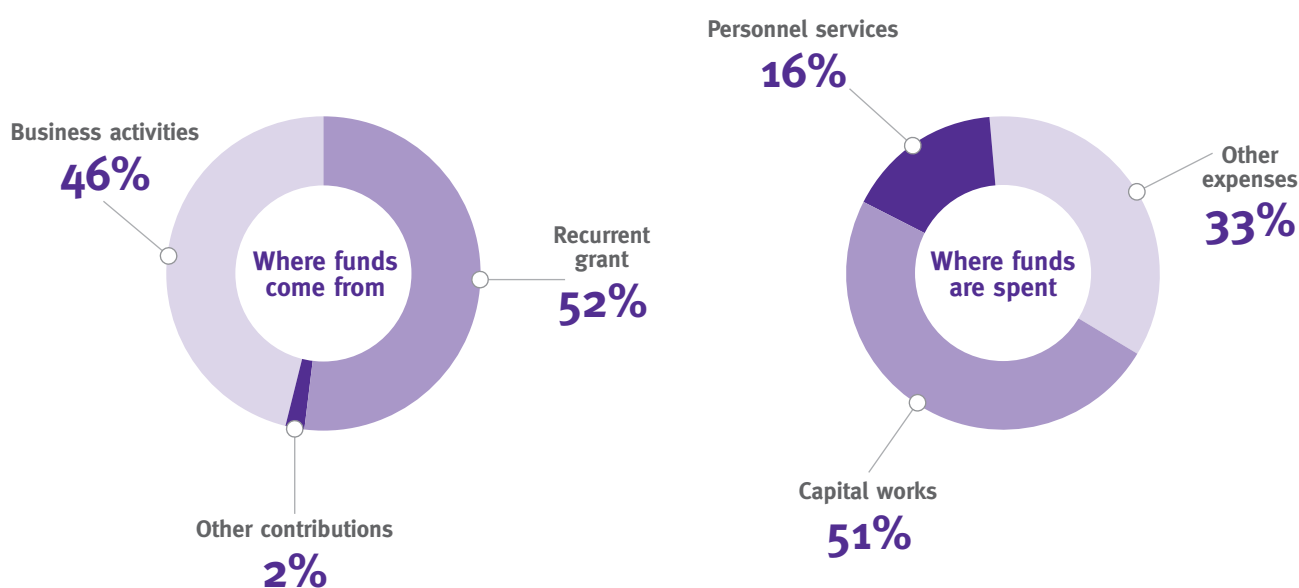 Business activities
46%
Where funds
come from
Recurrent
grant
52%
Other contributions
2%
Personnel services
16%
Other
expenses
33%
Where funds
are spent
Capital works
51%